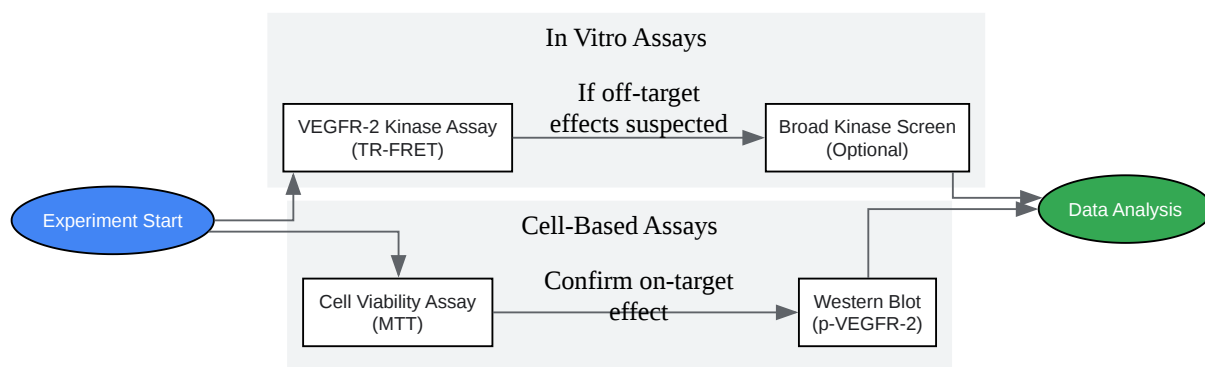 In Vitro Assays
If off-target
effects suspected
VEGFR-2 Kinase Assay
(TR-FRET)
Broad Kinase Screen
(Optional)
Experiment Start
Data Analysis
Cell-Based Assays
Confirm on-target
effect
Cell Viability Assay
(MTT)
Western Blot
(p-VEGFR-2)